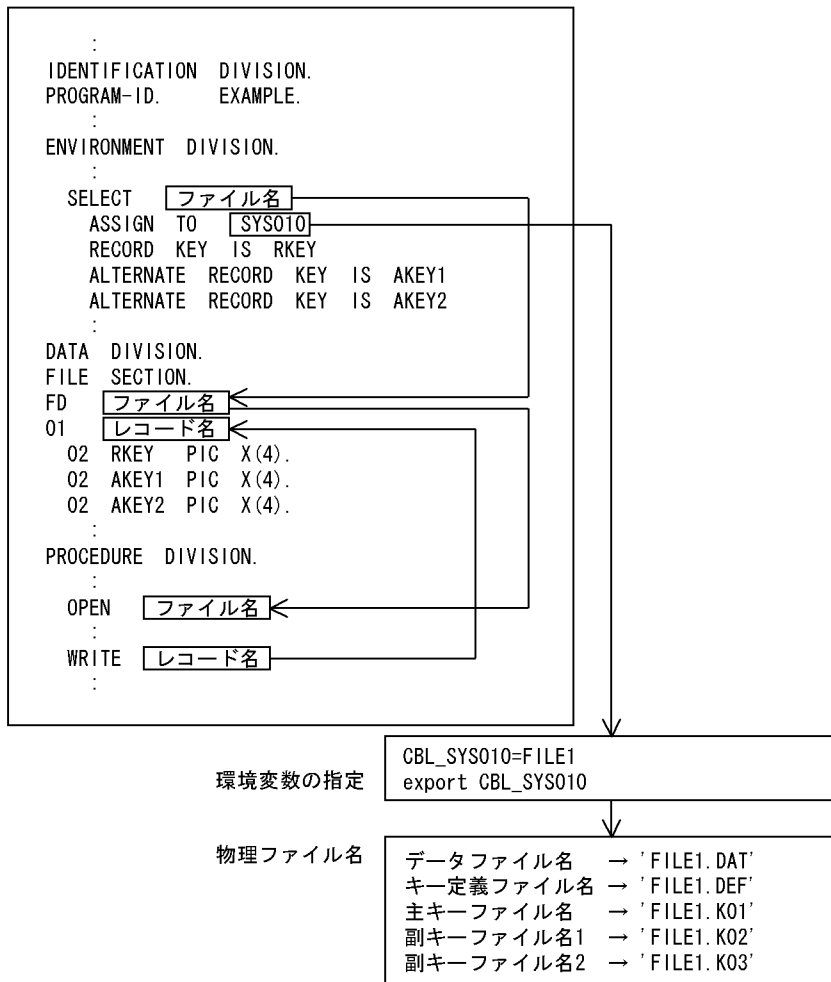 :
IDENTIFICATION DIVISION.
PROGRAM-ID. EXAMPLE.
:
ENVIRONMENT DIVISION.
:
SELECT ファイル名
ASSIGN TO SYS010
RECORD KEY IS RKEY
ALTERNATE RECORD KEY IS AKEY1
ALTERNATE RECORD KEY IS AKEY2
:
DATA DIVISION.
FILE SECTION.
FD ファイル名
01 レコード名
02 RKEY PIC X(4).
02 AKEY1 PIC X(4).
02 AKEY2 PIC X(4).
:
PROCEDURE DIVISION.
:
OPEN ファイル名
:
WRITE レコード名
:
環境変数の指定
CBL_SYS010=FILE1
export CBL_SYS010
物理ファイル名
データファイル名 → 'FILE1.DAT'
キー定義ファイル名 → 'FILE1.DEF'
主キーファイル名 → 'FILE1.K01'
副キーファイル名1 → 'FILE1.K02'
副キーファイル名2 → 'FILE1.K03'